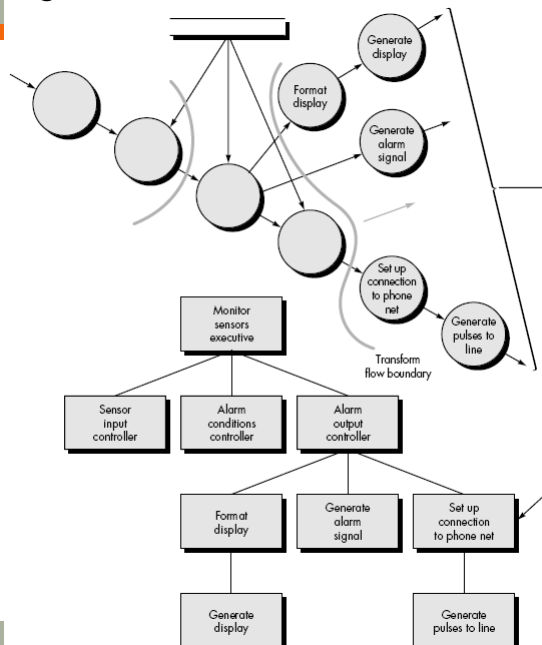 Generate
display
Format
display
Generate
alarm
signal
Set up
connection
to phone
net
Generate
pulses to
line
Transform
flow boundary
Monitor
sensors
executive
Sensor
input
controller
Alarm
conditions
controller
Alarm
output
controller
Format
display
Generate
alarm
signal
Set up
connection
to phone net
Generate
display
Generate
pulses to line